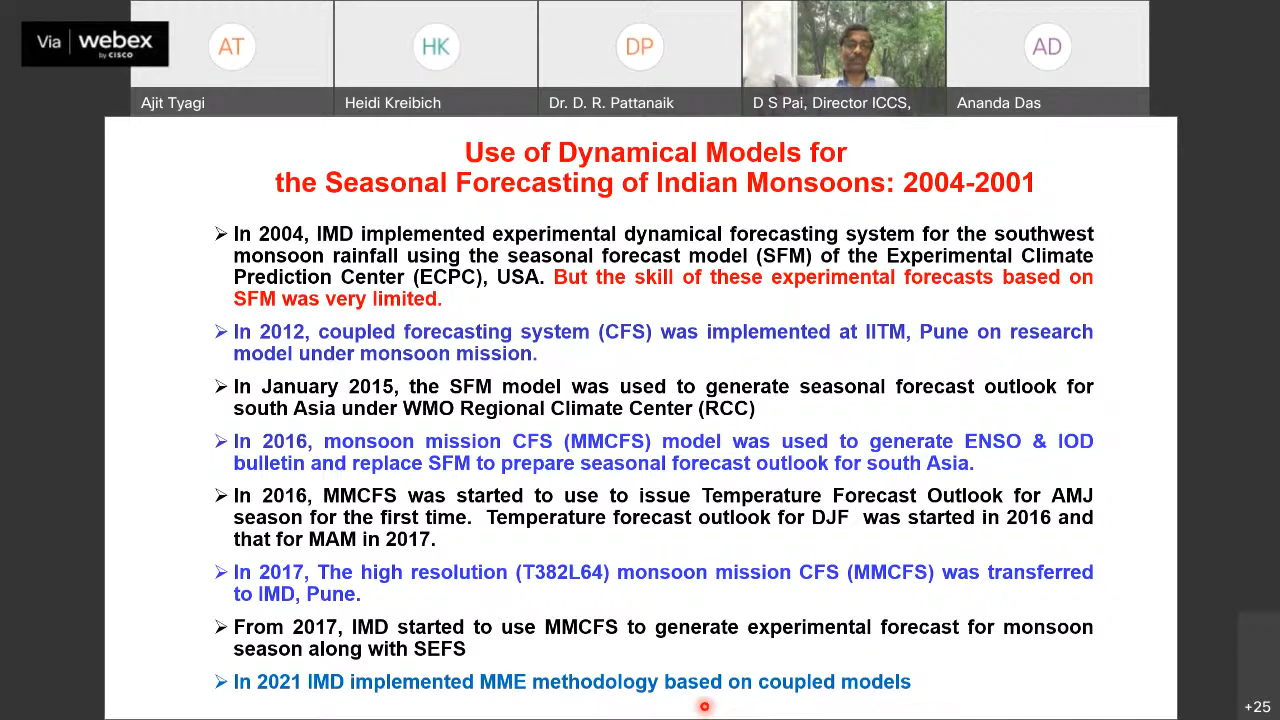 Via webex
by CISCO
AT
HK
DP
AD
Ajit Tyagi
Heidi Kreibich
Dr. D. R. Pattanaik
D S Pai, Director ICCS,
Ananda Das
Use of Dynamical Models for
the Seasonal Forecasting of Indian Monsoons: 2004-2001
In 2004, IMD implemented experimental dynamical forecasting system for the southwest
monsoon rainfall using the seasonal forecast model (SFM) of the Experimental Climate
Prediction Center (ECPC), USA. But the skill of these experimental forecasts based on
SFM was very limited.
In 2012, coupled forecasting system (CFS) was implemented at IITM, Pune on research
model under monsoon mission.
In January 2015, the SFM model was used to generate seasonal forecast outlook for
south Asia under WMO Regional Climate Center (RCC)
In 2016, monsoon mission CFS (MMCFS) model was used to generate ENSO & IOD
bulletin and replace SFM to prepare seasonal forecast outlook for south Asia.
In 2016, MMCFS was started to use to issue Temperature Forecast Outlook for AMJ
season for the first time. Temperature forecast outlook for DJF was started in 2016 and
that for MAM in 2017.
In 2017, The high resolution (T382L64) monsoon mission CFS (MMCFS) was transferred
to IMD, Pune.
From 2017, IMD started to use MMCFS to generate experimental forecast for monsoon
season along with SEFS
In 2021 IMD implemented MME methodology based on coupled models
+25